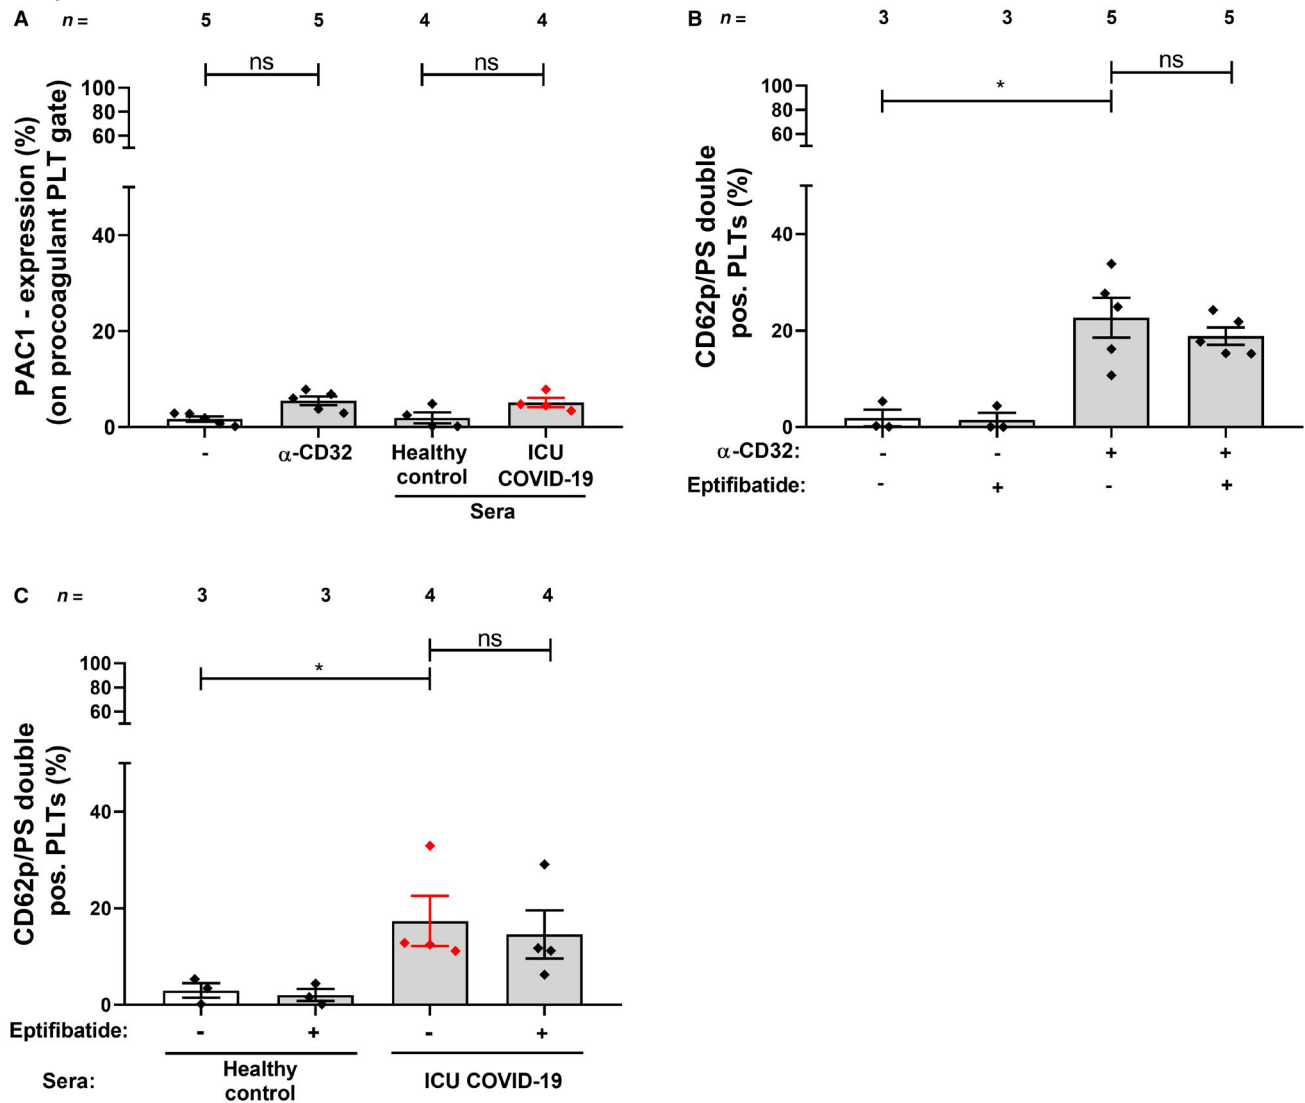 A n = 5 5 4 4
ns ns
PAC1 - expression (%)
(on procoagulant PLT gate)
100
80
60
40
20
0
- α-CD32 Healthy control ICU COVID-19
Sera
B n = 3 3 5 5
ns
*
CD62p/PS double
pos. PLTs (%)
100
80
60
40
20
0
α-CD32: - - + +
Eptifibatide: - + - +
C n = 3 3 4 4
ns
*
CD62p/PS double
pos. PLTs (%)
100
80
60
40
20
0
Eptifibatide: - + - +
Sera: Healthy control ICU COVID-19